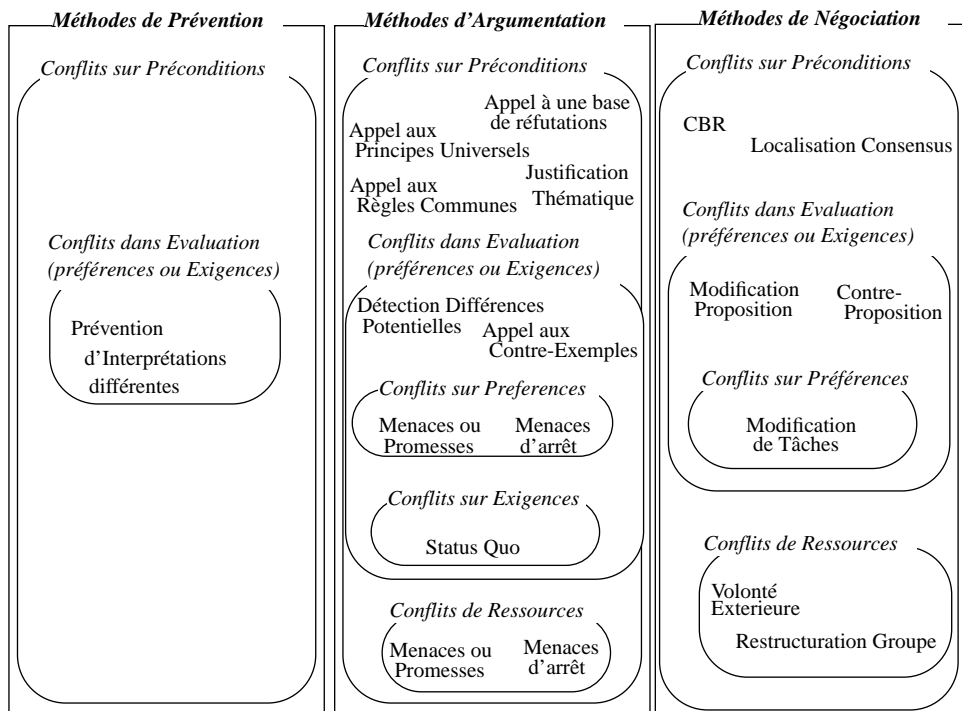 Méthodes de Prévention
Conflits sur Préconditions
Conflits dans Evaluation
(préférences ou Exigences)
Prévention
d'Interprétations
différentes
Méthodes d'Argumentation
Conflits sur Préconditions
Appel à une base
de réfutations
Appel aux
Principes Universels
Justification
Thématique
Appel aux
Règles Communes
Conflits dans Evaluation
(préférences ou Exigences)
Détection Différences
Potentielles
Appel aux
Contre-Exemples
Conflits sur Preferences
Menaces ou
Promesses
Menaces
d'arrêt
Conflits sur Exigences
Status Quo
Conflits de Ressources
Menaces ou
Promesses
Menaces
d'arrêt
Méthodes de Négociation
Conflits sur Préconditions
CBR
Localisation Consensus
Conflits dans Evaluation
(préférences ou Exigences)
Modification
Proposition
Contre-
Proposition
Conflits sur Préférences
Modification
de Tâches
Conflits de Ressources
Volonté
Exterieure
Restructuration Groupe